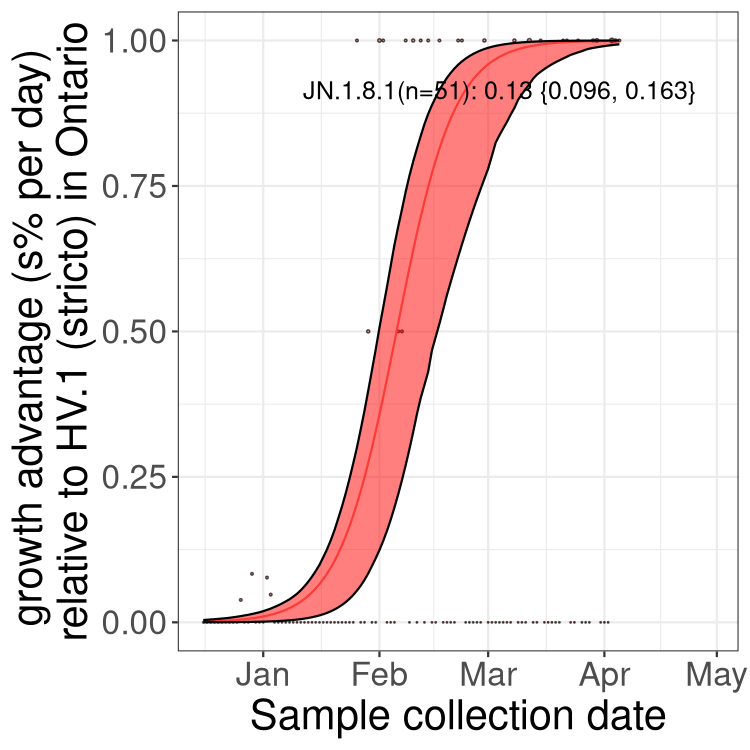 growth advantage (s% per day)
relative to HV.1 (stricto) in Ontario
1.00
0.75
0.50
0.25
0.00
JN.1.8.1(n=51): 0.13 {0.096, 0.163}
Jan Feb Mar Apr May
Sample collection date